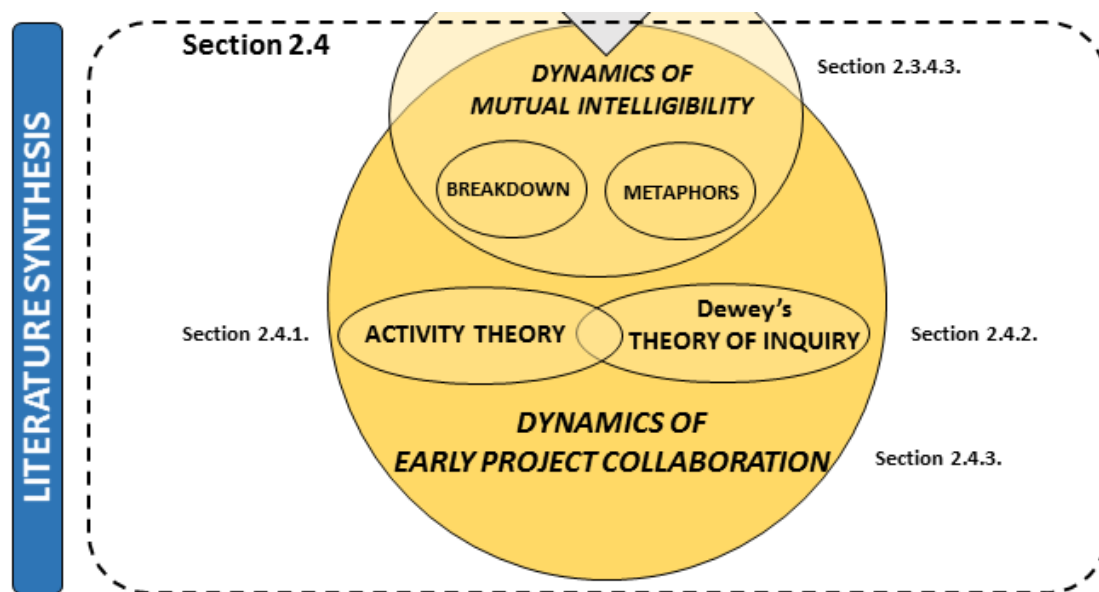 LITERATURE SYNTHESIS
Section 2.4
Section 2.3.4.3.
DYNAMICS OF
MUTUAL INTELLIGIBILITY
BREAKDOWN
METAPHORS
Section 2.4.1.
ACTIVITY THEORY
Dewey’s
THEORY OF INQUIRY
Section 2.4.2.
DYNAMICS OF
EARLY PROJECT COLLABORATION
Section 2.4.3.